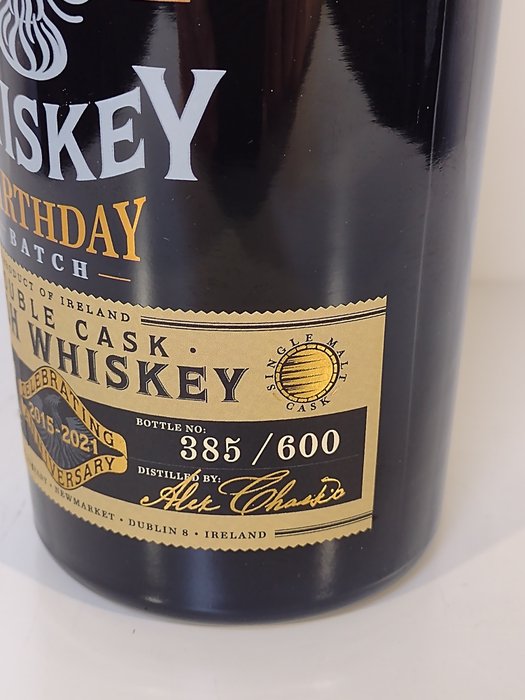 ISKEY
RTHDAY
BATCH
PRODUCT OF IRELAND
UBLE CASK ·
H WHISKEY
SINGLE MALT
CASK
CELEBRATING
2015-2021
ANNIVERSARY
BOTTLE NO:
385 / 600
DISTILLED BY:
Alex Chasko
· NEWMARKET · DUBLIN 8 · IRELAND